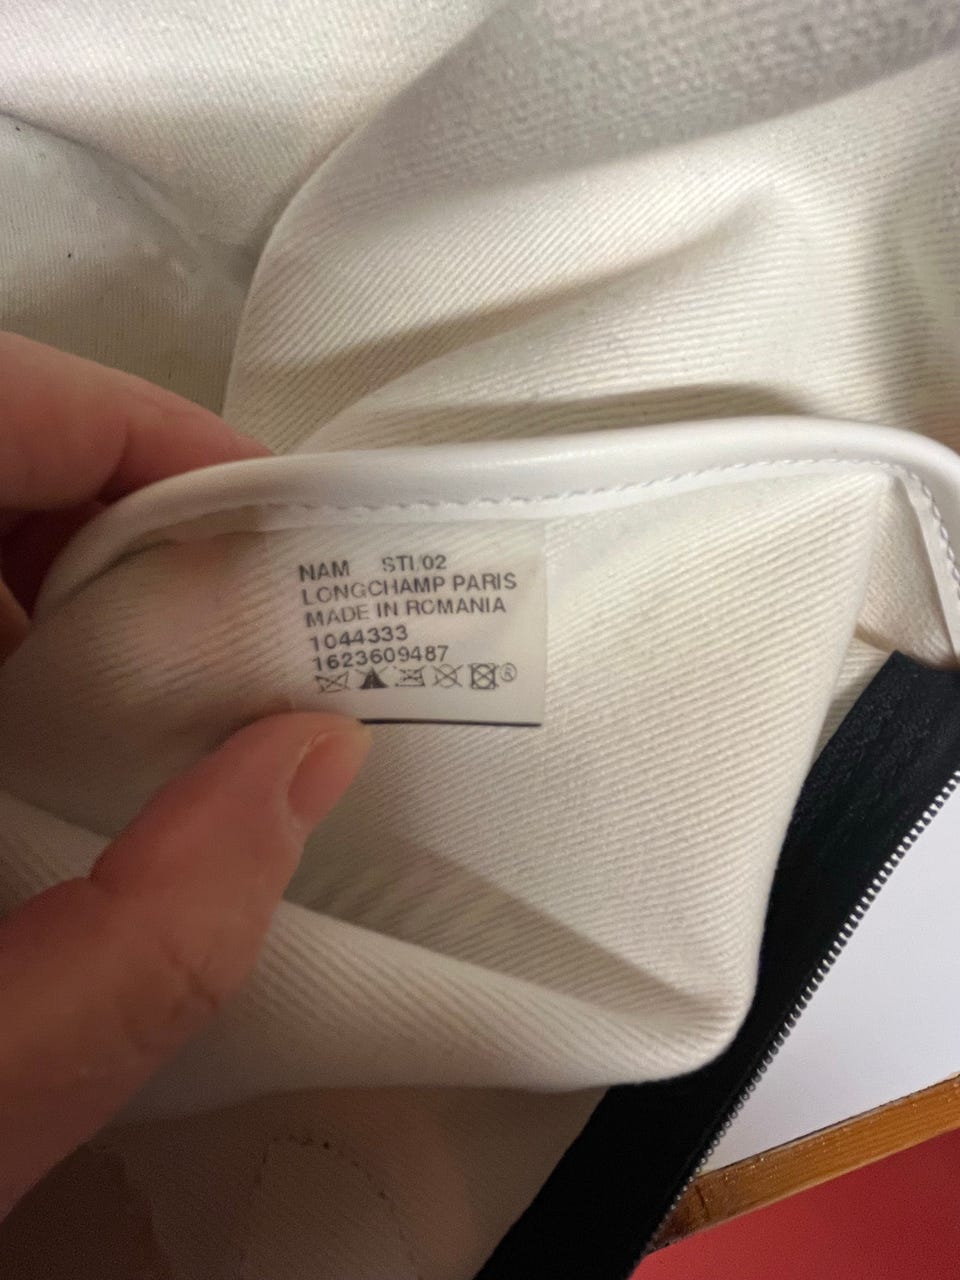 NAM STI/02
LONGCHAMP PARIS
MADE IN ROMANIA
1044333
1623609487
®